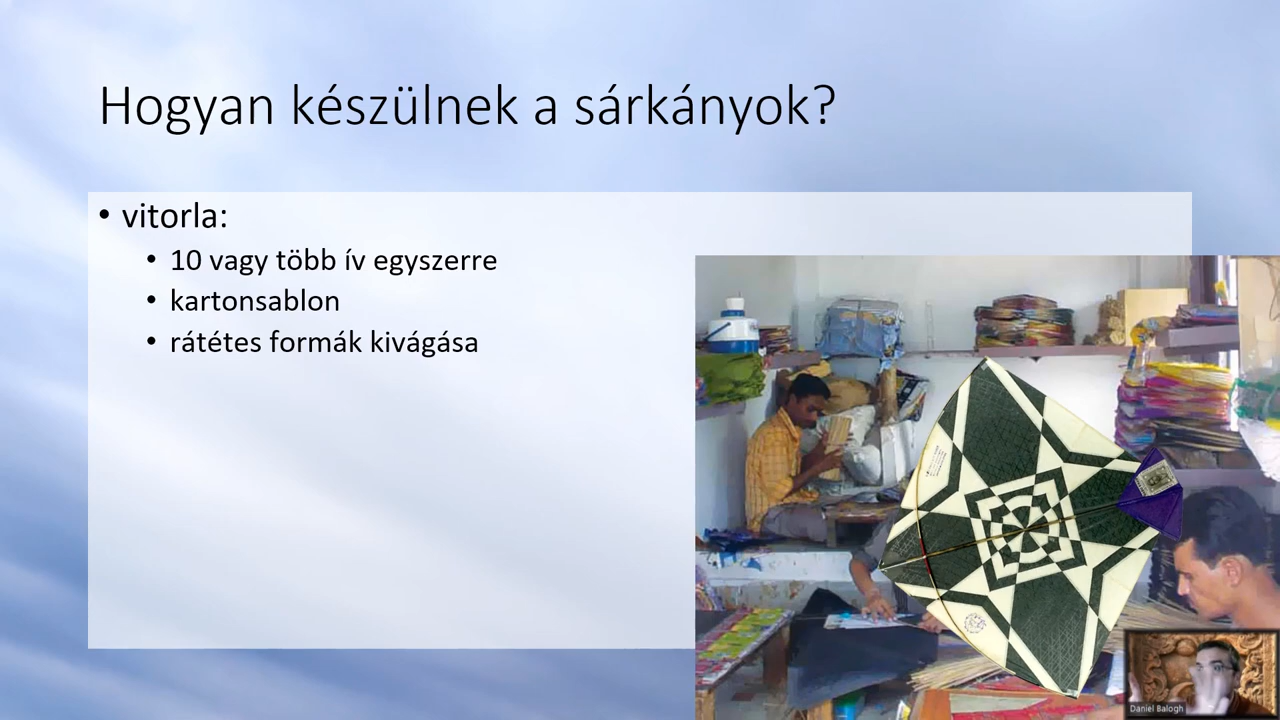 Hogyan készülnek a sárkányok?
• vitorla:
• 10 vagy több ív egyszerre
• kartonsablon
• rátétes formák kivágása
Daniel Balogh